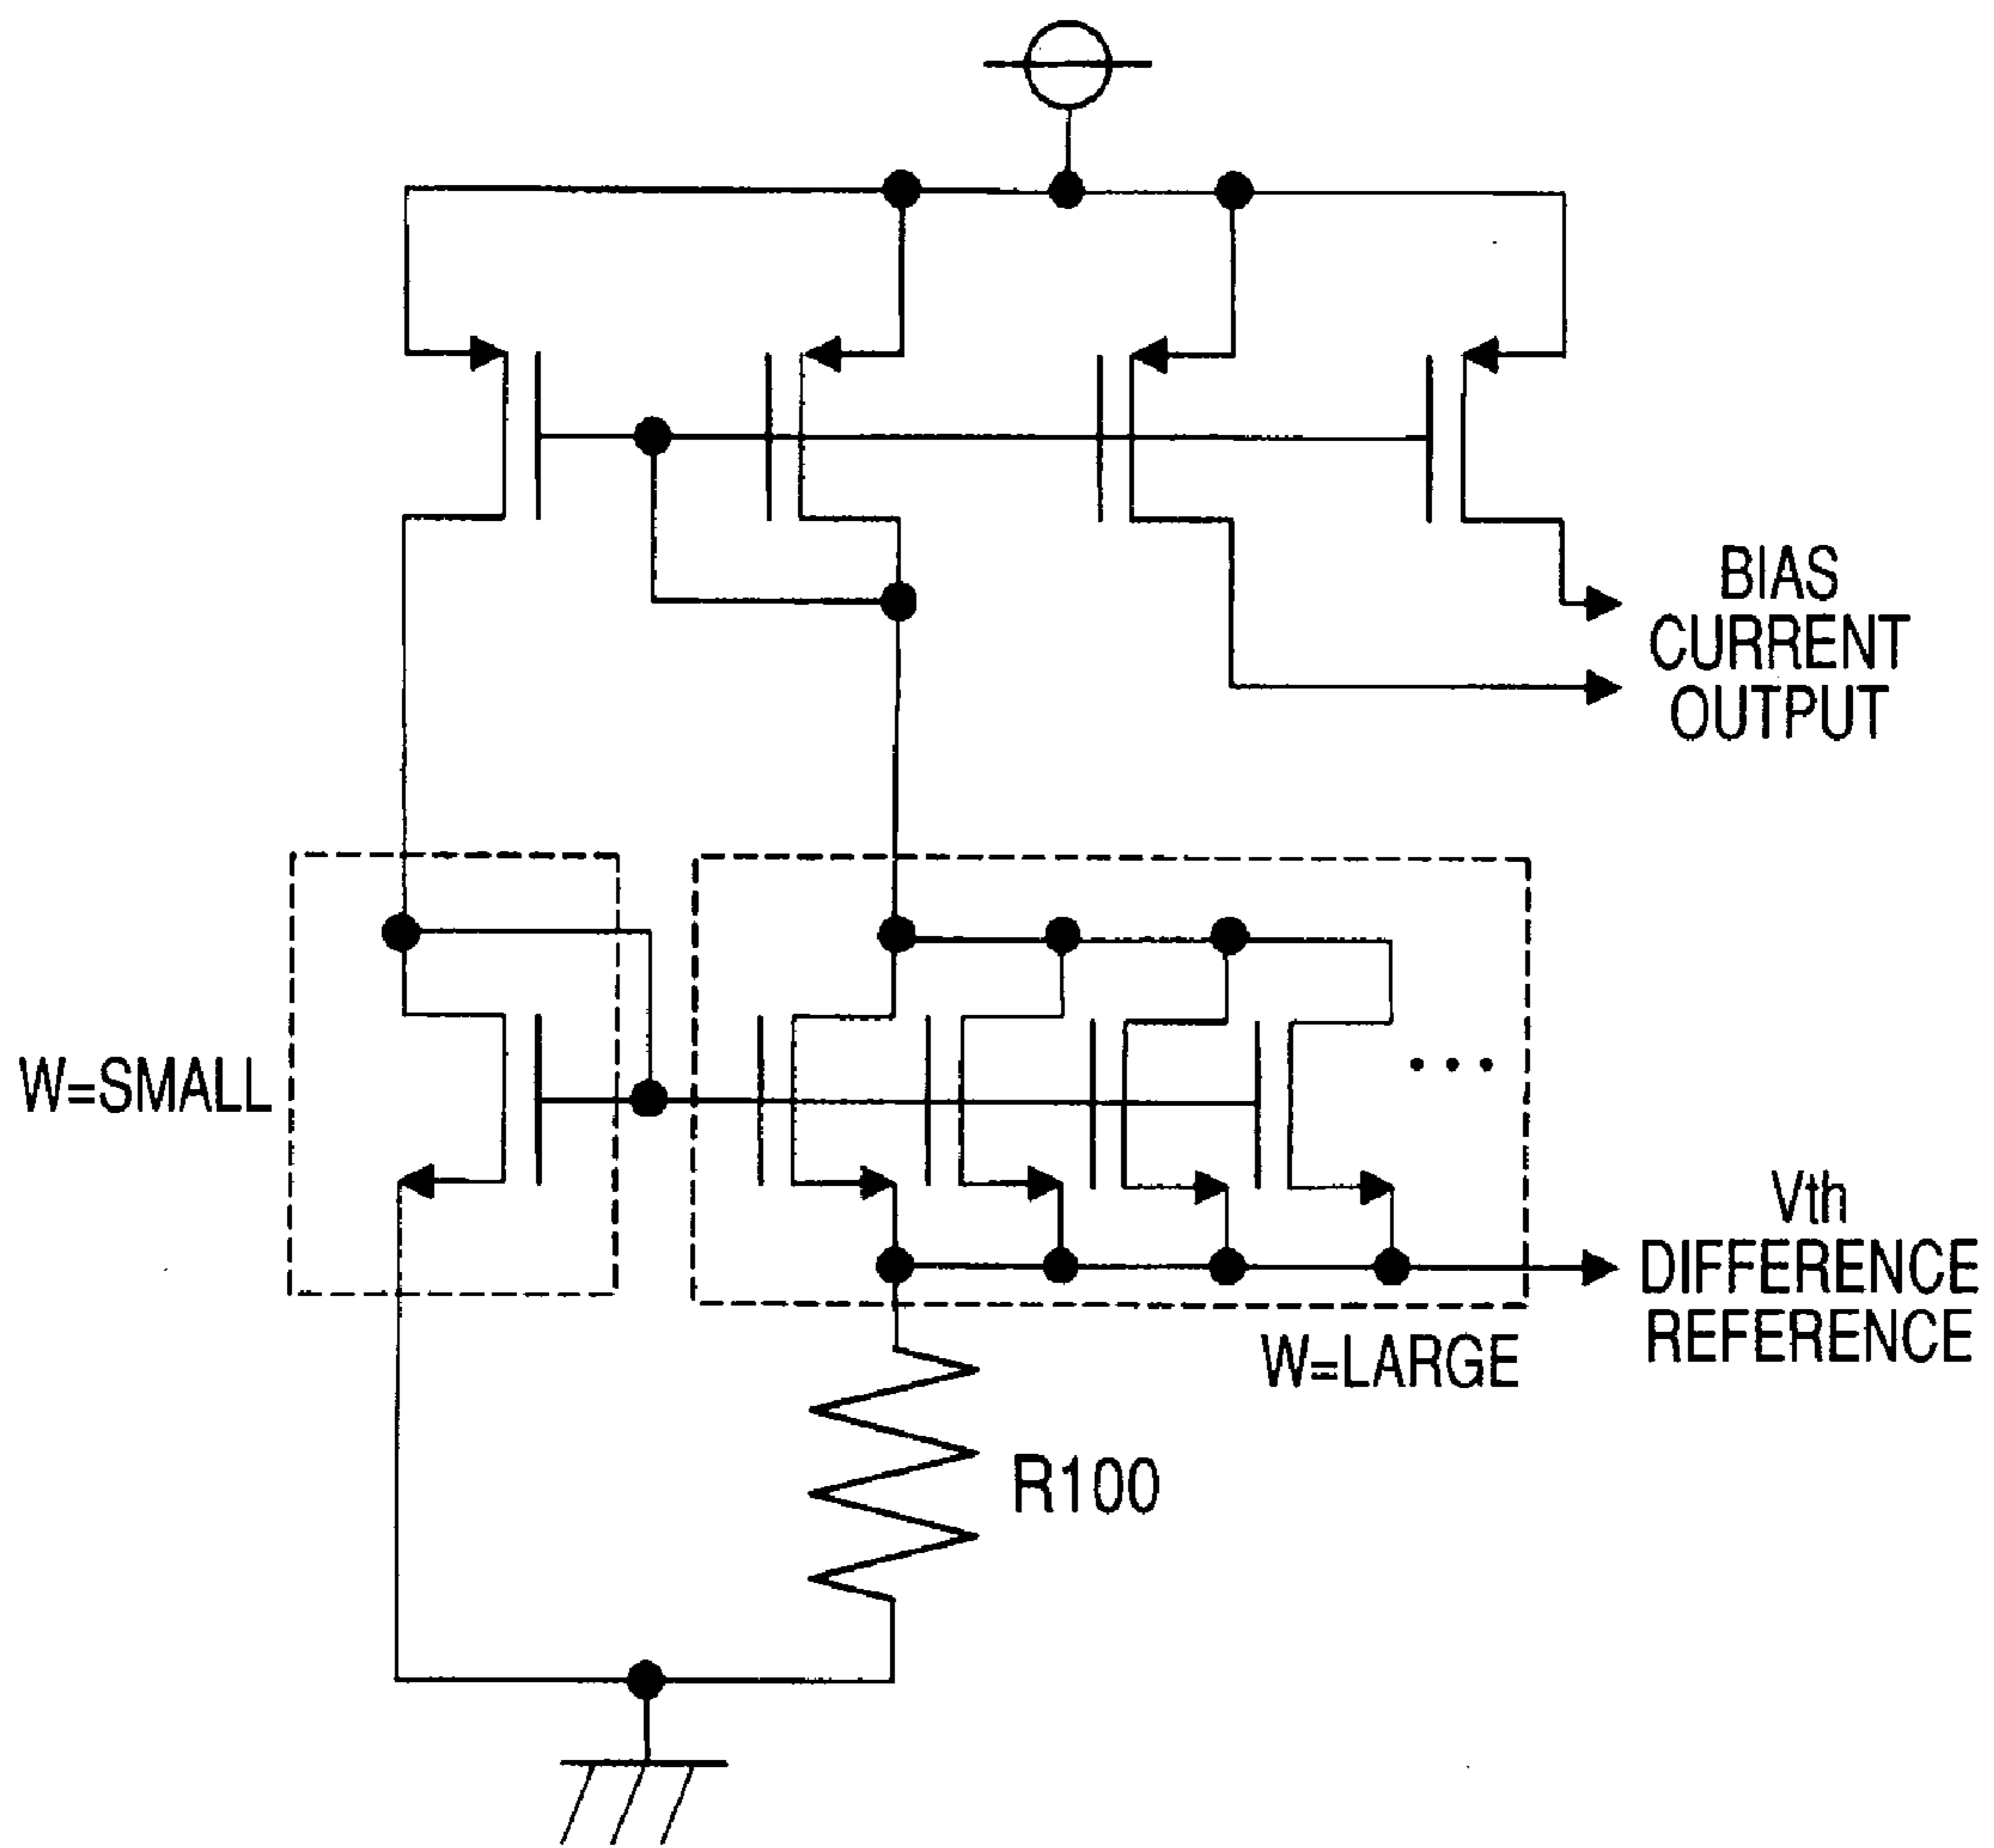 BIAS
CURRENT
OUTPUT
W=SMALL
Vth
DIFFERENCE
REFERENCE
W=LARGE
R100